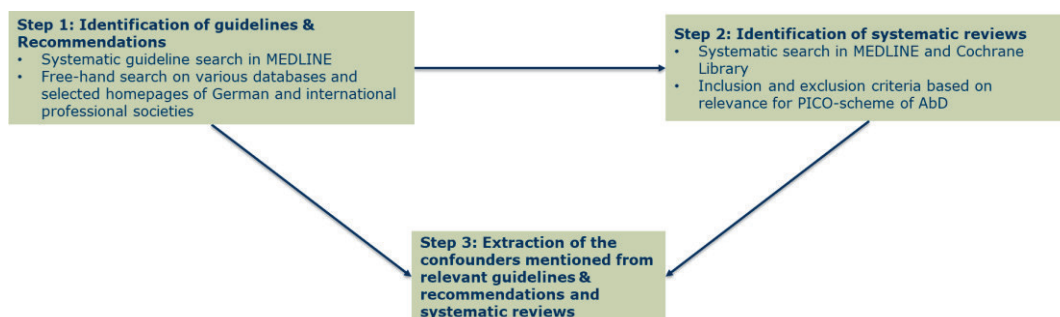 Step 1: Identification of guidelines &
Recommendations
• Systematic guideline search in MEDLINE
• Free-hand search on various databases and
selected homepages of German and international
professional societies
Step 2: Identification of systematic reviews
• Systematic search in MEDLINE and Cochrane
Library
• Inclusion and exclusion criteria based on
relevance for PICO-scheme of AbD
Step 3: Extraction of the
confounders mentioned from
relevant guidelines &
recommendations and
systematic reviews